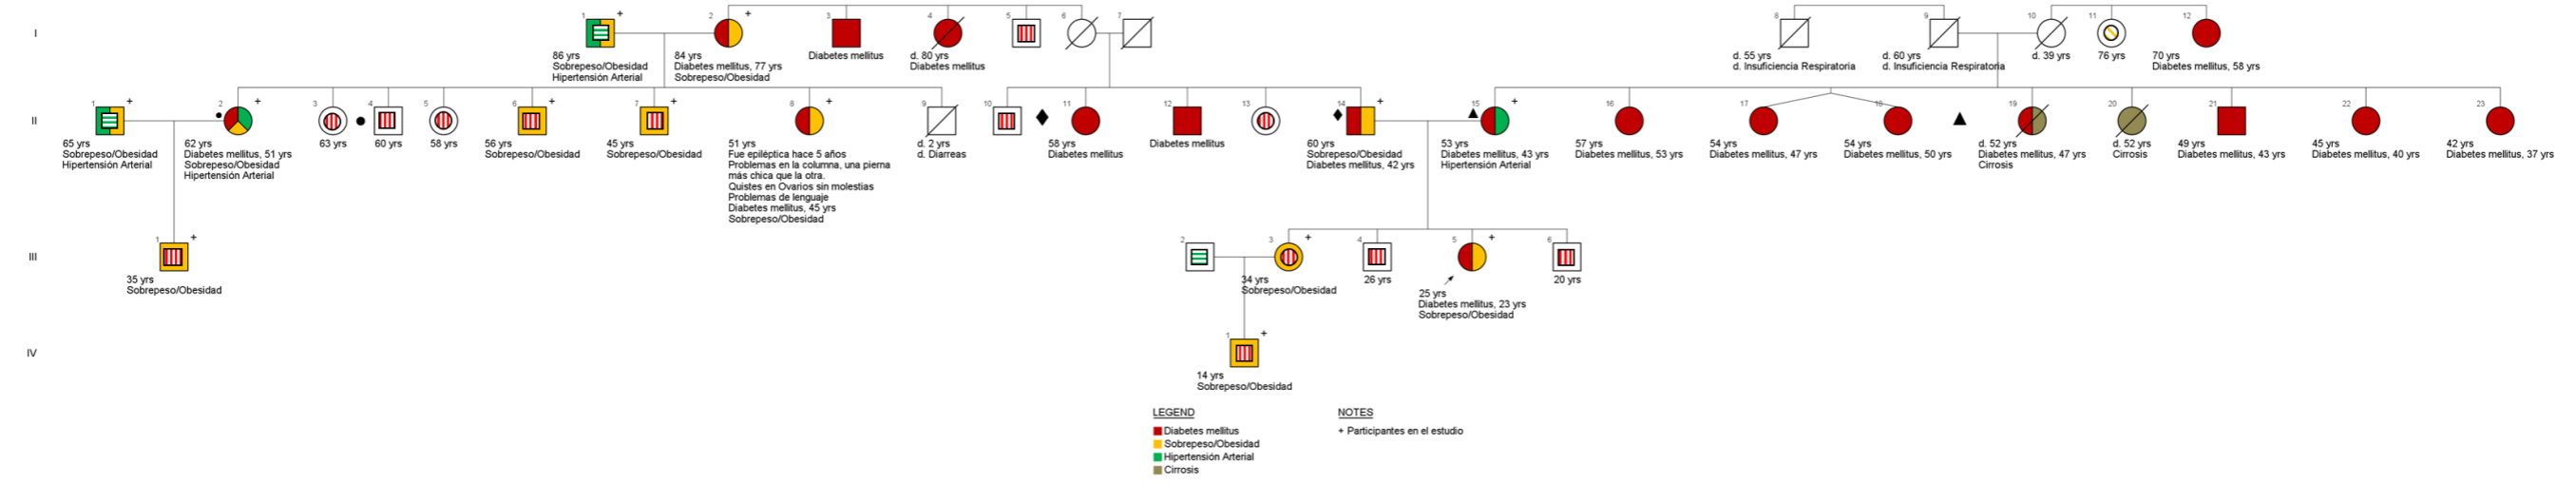 I
1
+
2
+
3
4
5
6
7
8
9
10
11
12
86 yrs
Sobrepeso/Obesidad
Hipertensión Arterial
84 yrs
Diabetes mellitus, 77 yrs
Sobrepeso/Obesidad
Diabetes mellitus
d. 80 yrs
Diabetes mellitus
d. 55 yrs
d. Insuficiencia Respiratoria
d. 60 yrs
d. Insuficiencia Respiratoria
d. 39 yrs
76 yrs
70 yrs
Diabetes mellitus, 58 yrs
II
1
+
2
+
3
4
5
6
+
7
+
8
+
9
10
11
12
13
14
+
15
+
16
17
18
19
20
21
22
23
65 yrs
Sobrepeso/Obesidad
Hipertensión Arterial
62 yrs
Diabetes mellitus, 51 yrs
Sobrepeso/Obesidad
Hipertensión Arterial
63 yrs
60 yrs
58 yrs
56 yrs
Sobrepeso/Obesidad
45 yrs
Sobrepeso/Obesidad
51 yrs
Fue epiléptica hace 5 años
Problemas en la columna, una pierna
más chica que la otra.
Quistes en Ovarios sin molestias
Problemas de lenguaje
Diabetes mellitus, 45 yrs
Sobrepeso/Obesidad
d. 2 yrs
d. Diarreas
58 yrs
Diabetes mellitus
Diabetes mellitus
60 yrs
Sobrepeso/Obesidad
Diabetes mellitus, 42 yrs
53 yrs
Diabetes mellitus, 43 yrs
Hipertensión Arterial
57 yrs
Diabetes mellitus, 53 yrs
54 yrs
Diabetes mellitus, 47 yrs
54 yrs
Diabetes mellitus, 50 yrs
d. 52 yrs
Diabetes mellitus, 47 yrs
Cirrosis
d. 52 yrs
Cirrosis
49 yrs
Diabetes mellitus, 43 yrs
45 yrs
Diabetes mellitus, 40 yrs
42 yrs
Diabetes mellitus, 37 yrs
III
1
+
2
3
+
4
5
+
6
35 yrs
Sobrepeso/Obesidad
34 yrs
Sobrepeso/Obesidad
26 yrs
25 yrs
Diabetes mellitus, 23 yrs
Sobrepeso/Obesidad
20 yrs
IV
1
+
14 yrs
Sobrepeso/Obesidad
LEGEND
Diabetes mellitus
Sobrepeso/Obesidad
Hipertensión Arterial
Cirrosis
NOTES
+ Participantes en el estudio